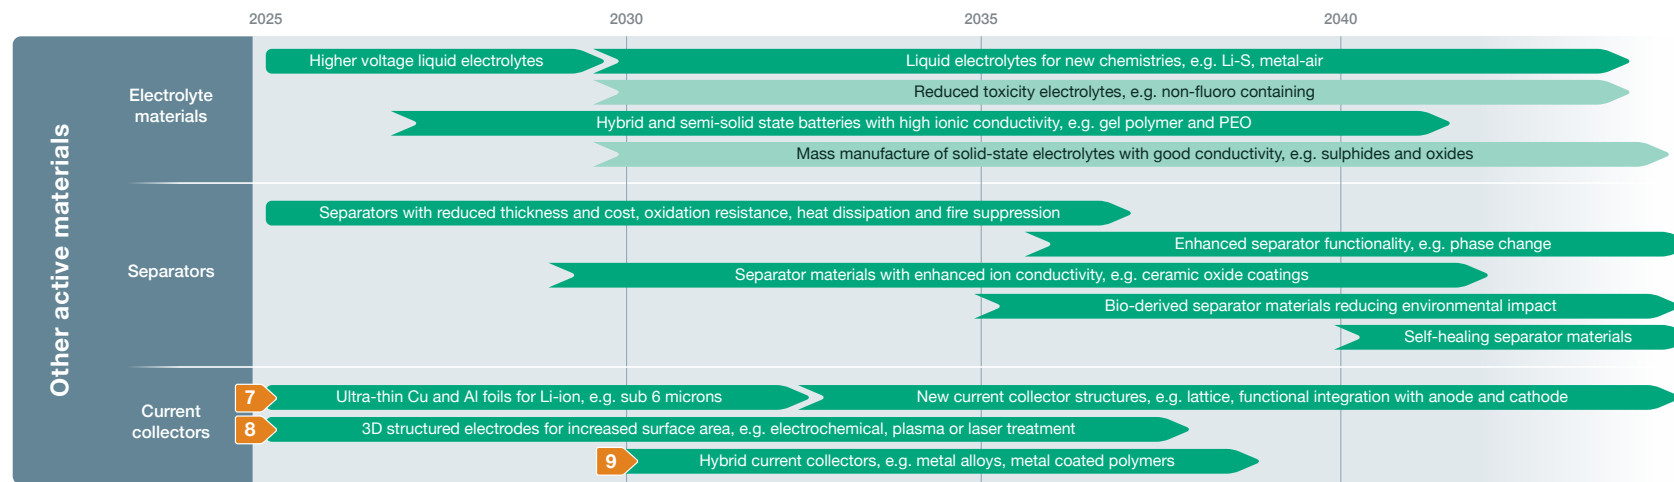 2025
2030
2035
2040
Other active materials
Electrolyte
materials
Higher voltage liquid electrolytes
Liquid electrolytes for new chemistries, e.g. Li-S, metal-air
Reduced toxicity electrolytes, e.g. non-fluoro containing
Hybrid and semi-solid state batteries with high ionic conductivity, e.g. gel polymer and PEO
Mass manufacture of solid-state electrolytes with good conductivity, e.g. sulphides and oxides
Separators
Separators with reduced thickness and cost, oxidation resistance, heat dissipation and fire suppression
Enhanced separator functionality, e.g. phase change
Separator materials with enhanced ion conductivity, e.g. ceramic oxide coatings
Bio-derived separator materials reducing environmental impact
Self-healing separator materials
Current
collectors
7
Ultra-thin Cu and Al foils for Li-ion, e.g. sub 6 microns
New current collector structures, e.g. lattice, functional integration with anode and cathode
8
3D structured electrodes for increased surface area, e.g. electrochemical, plasma or laser treatment
9
Hybrid current collectors, e.g. metal alloys, metal coated polymers